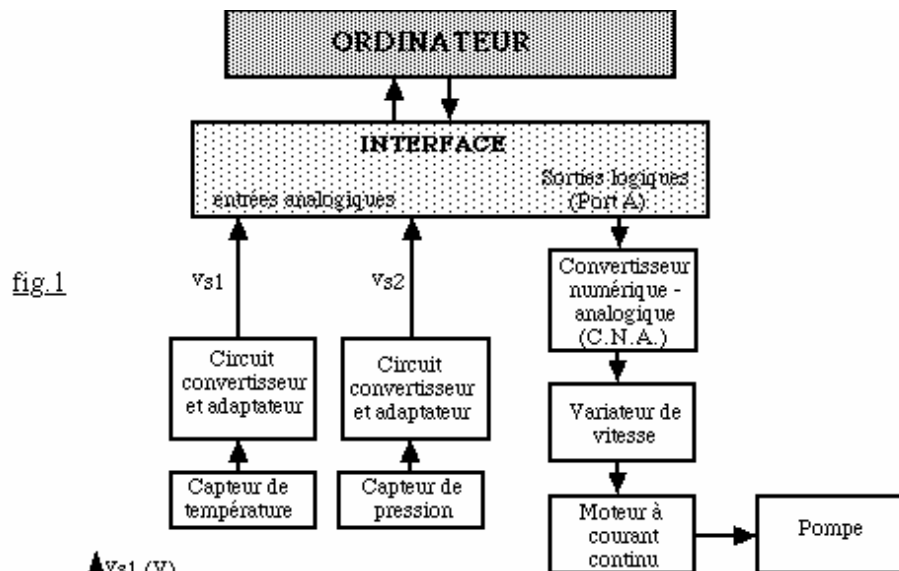 ORDINATEUR
INTERFACE
Sorties logiques
(Port A)
entrées analogiques
fig.1
Vs1
Vs2
Convertisseur
numérique -
analogique
(C.N.A.)
Circuit
convertisseur
et adaptateur
Circuit
convertisseur
et adaptateur
Variateur de
vitesse
Capteur de
température
Capteur de
pression
Moteur à
courant
continu
Pompe
Vs1 (V)